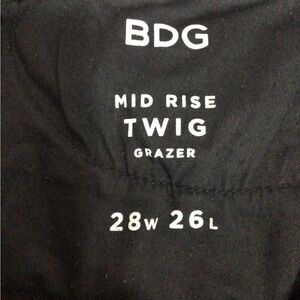 BDG
MID RISE
TWIG
GRAZER
28W 26L